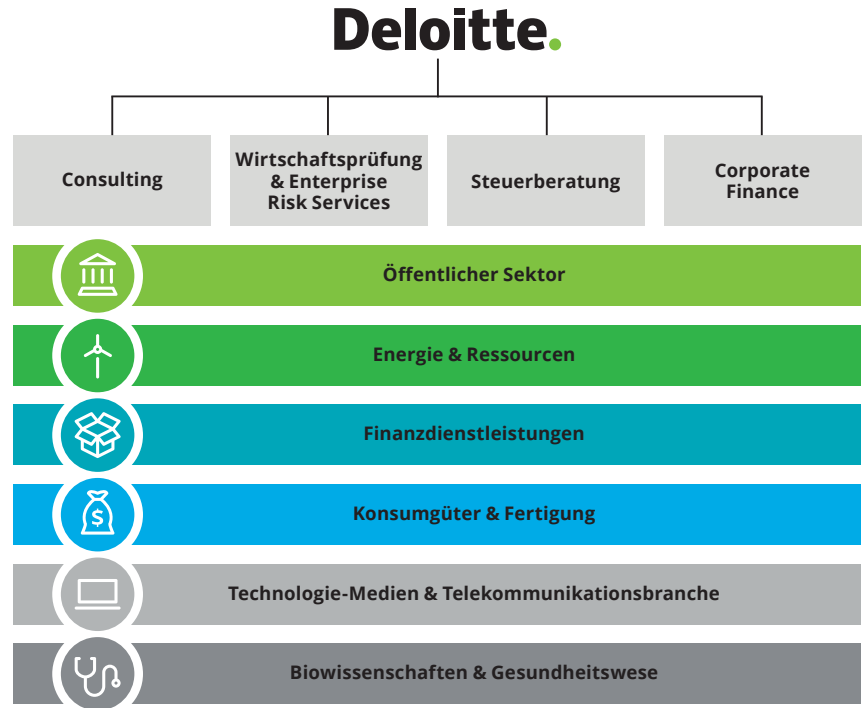 Deloitte.
Consulting
Wirtschaftsprüfung
& Enterprise
Risk Services
Steuerberatung
Corporate
Finance
Öffentlicher Sektor
Energie & Ressourcen
Finanzdienstleistungen
$
Konsumgüter & Fertigung
Technologie-Medien & Telekommunikationsbranche
Biowissenschaften & Gesundheitswese